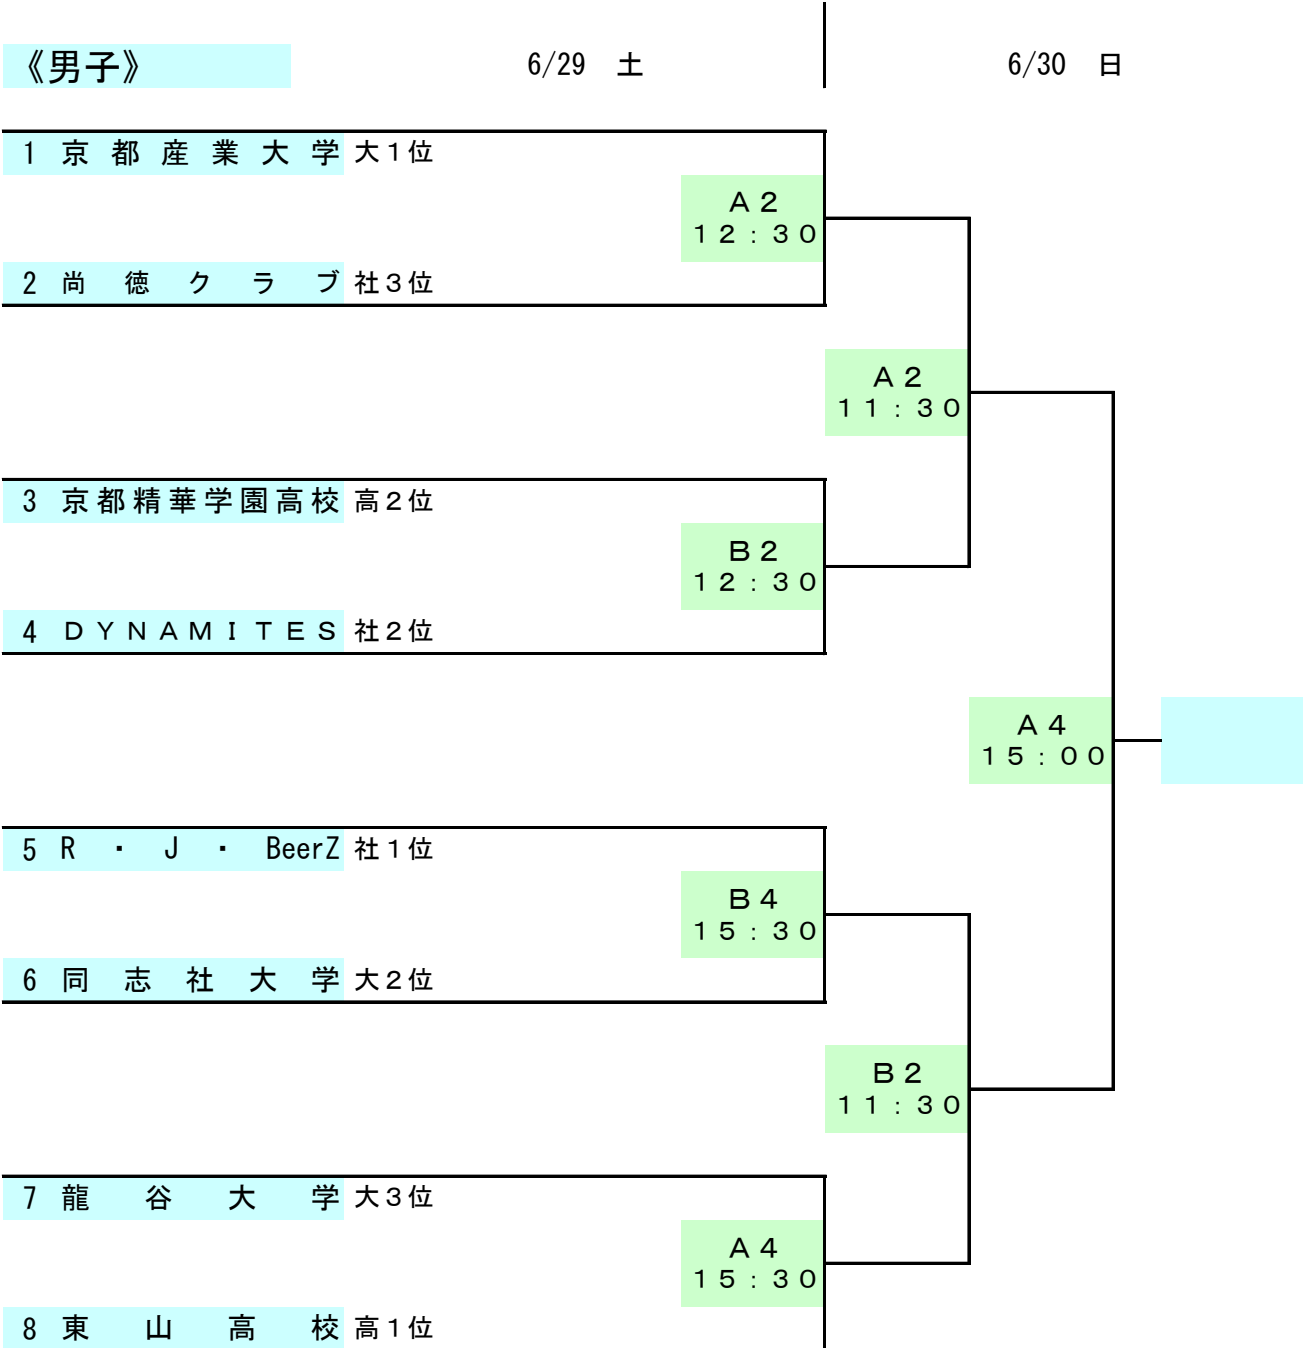 《男子》 6/29 土 6/30 日
1 京都産業大学 大1位
A2
12:30
2 尚徳クラブ 社3位
A2
11:30
3 京都精華学園高校 高2位
B2
12:30
4 DYNAMITES 社2位
A4
15:00
5 R・J・BeerZ 社1位
B4
15:30
6 同志社大学 大2位
B2
11:30
7 龍谷大学 大3位
A4
15:30
8 東山高校 高1位